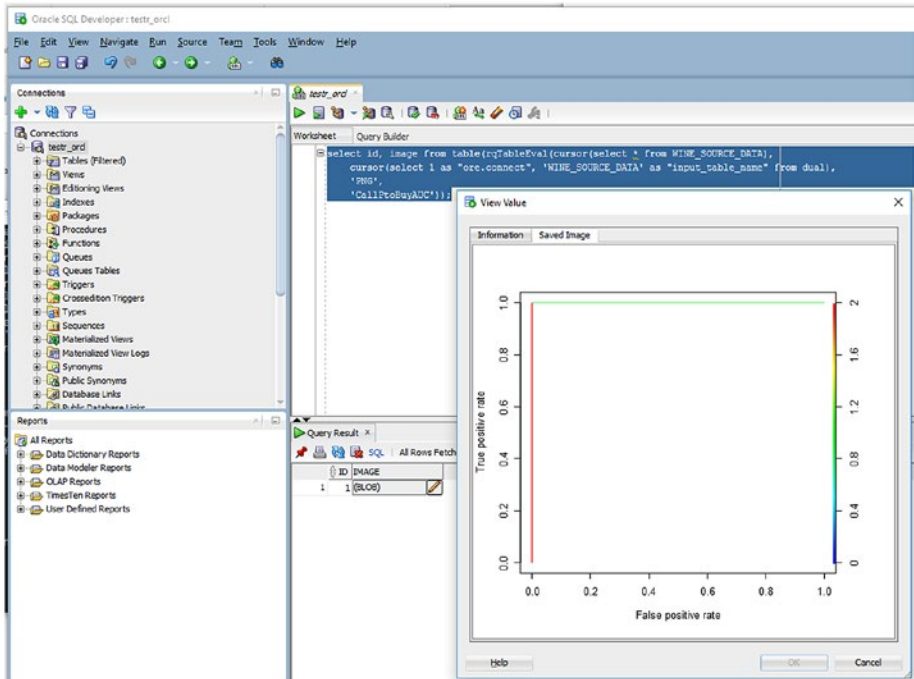 Oracle SQL Developer : testr_orcl
File Edit View Navigate Run Source Team Tools Window Help
Connections
Connections
testr_orcl
Tables (Filtered)
Views
Editioning Views
Indexes
Packages
Procedures
Functions
Queues
Queues Tables
Triggers
Crossedition Triggers
Types
Sequences
Materialized Views
Materialized View Logs
Synonyms
Public Synonyms
Database Links
Public Database Links
Reports
All Reports
Data Dictionary Reports
Data Modeler Reports
OLAP Reports
TimesTen Reports
User Defined Reports
testr_orcl
Worksheet Query Builder
select id, image from table(rqTableEval(cursor(select * from WINE_SOURCE_DATA),
cursor(select 1 as "ore.connect", 'WINE_SOURCE_DATA' as "input_table_name" from dual),
'PNG',
'CallPtoBuyAUC'));
Query Result
SQL | All Rows Fetch
ID IMAGE
1 1 (BLOB)
View Value
Information Saved Image
True positive rate
1.0
0.8
0.6
0.4
0.2
0.0
0.0 0.2 0.4 0.6 0.8 1.0
False positive rate
2
1.6
1.2
0.8
0.4
0
Help OK Cancel